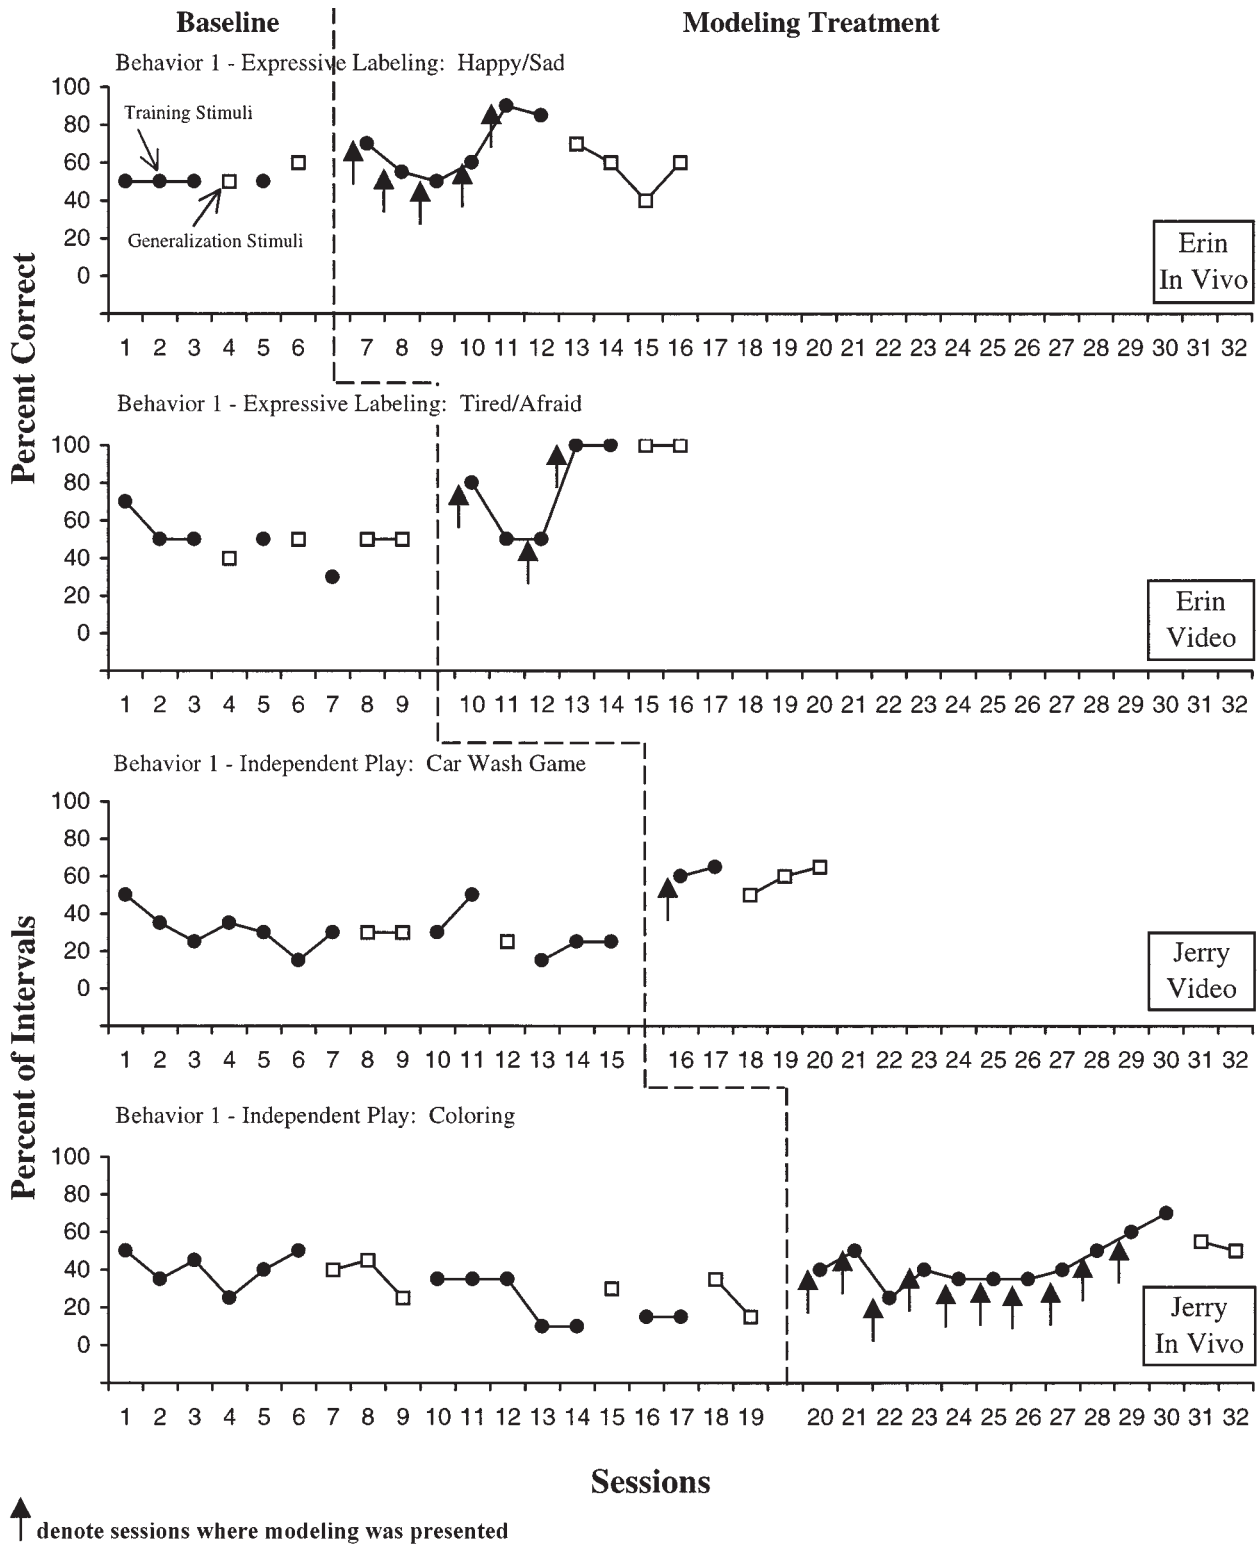 Baseline Modeling Treatment
Behavior 1 - Expressive Labeling: Happy/Sad
100
Training Stimuli
80
60
40
Generalization Stimuli
20
0
Erin
In Vivo
1 2 3 4 5 6 7 8 9 10 11 12 13 14 15 16 17 18 19 20 21 22 23 24 25 26 27 28 29 30 31 32
Percent Correct
Behavior 1 - Expressive Labeling: Tired/Afraid
100
80
60
40
20
0
Erin
Video
1 2 3 4 5 6 7 8 9 10 11 12 13 14 15 16 17 18 19 20 21 22 23 24 25 26 27 28 29 30 31 32
Behavior 1 - Independent Play: Car Wash Game
100
80
60
40
20
0
Jerry
Video
1 2 3 4 5 6 7 8 9 10 11 12 13 14 15 16 17 18 19 20 21 22 23 24 25 26 27 28 29 30 31 32
Percent of Intervals
Behavior 1 - Independent Play: Coloring
100
80
60
40
20
0
Jerry
In Vivo
1 2 3 4 5 6 7 8 9 10 11 12 13 14 15 16 17 18 19 20 21 22 23 24 25 26 27 28 29 30 31 32
Sessions
denote sessions where modeling was presented